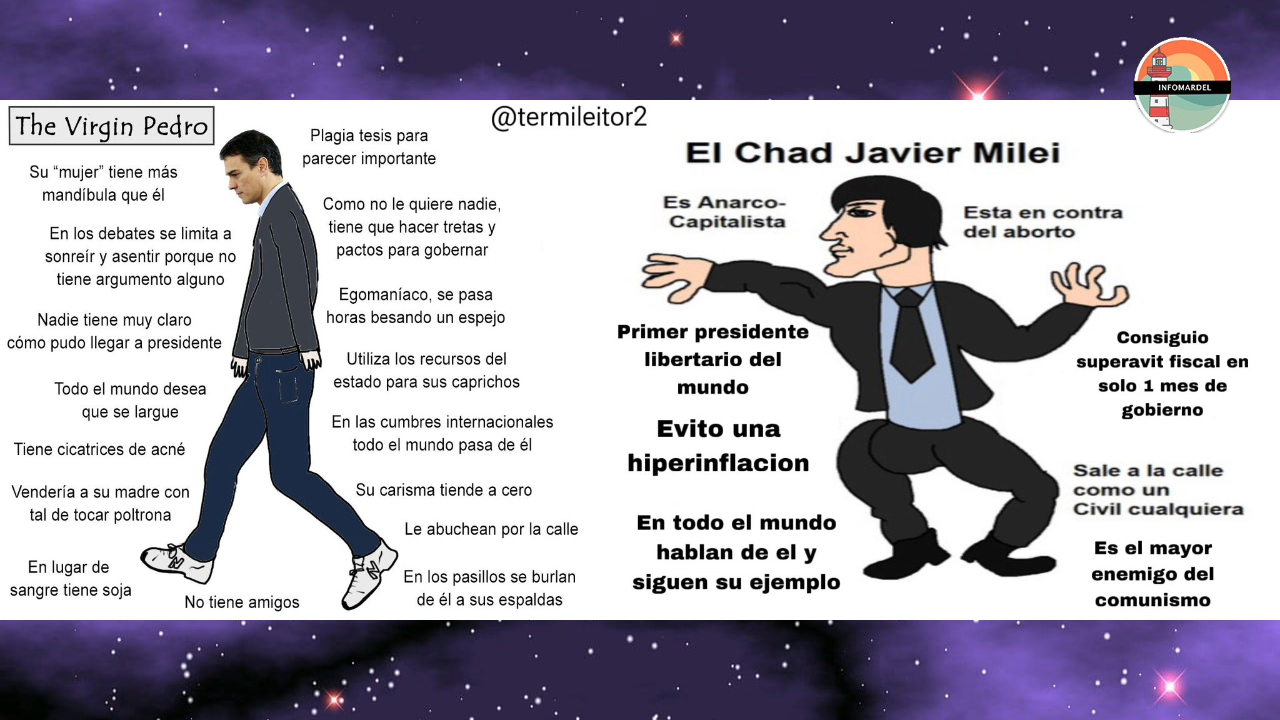 INFOMARDEL
@termileitor2
The Virgin Pedro
Su “mujer” tiene más
mandíbula que él
En los debates se limita a
sonreír y asentir porque no
tiene argumento alguno
Nadie tiene muy claro
cómo pudo llegar a presidente
Todo el mundo desea
que se largue
Tiene cicatrices de acné
Vendería a su madre con
tal de tocar poltrona
En lugar de
sangre tiene soja
No tiene amigos
Plagia tesis para
parecer importante
Como no le quiere nadie,
tiene que hacer tretas y
pactos para gobernar
Egomaníaco, se pasa
horas besando un espejo
Utiliza los recursos del
estado para sus caprichos
En las cumbres internacionales
todo el mundo pasa de él
Su carisma tiende a cero
Le abuchean por la calle
En los pasillos se burlan
de él a sus espaldas
El Chad Javier Milei
Es Anarco-
Capitalista
Primer presidente
libertario del
mundo
Evito una
hiperinflacion
En todo el mundo
hablan de el y
siguen su ejemplo
Esta en contra
del aborto
Consiguio
superavit fiscal en
solo 1 mes de
gobierno
Sale a la calle
como un
Civil cualquiera
Es el mayor
enemigo del
comunismo